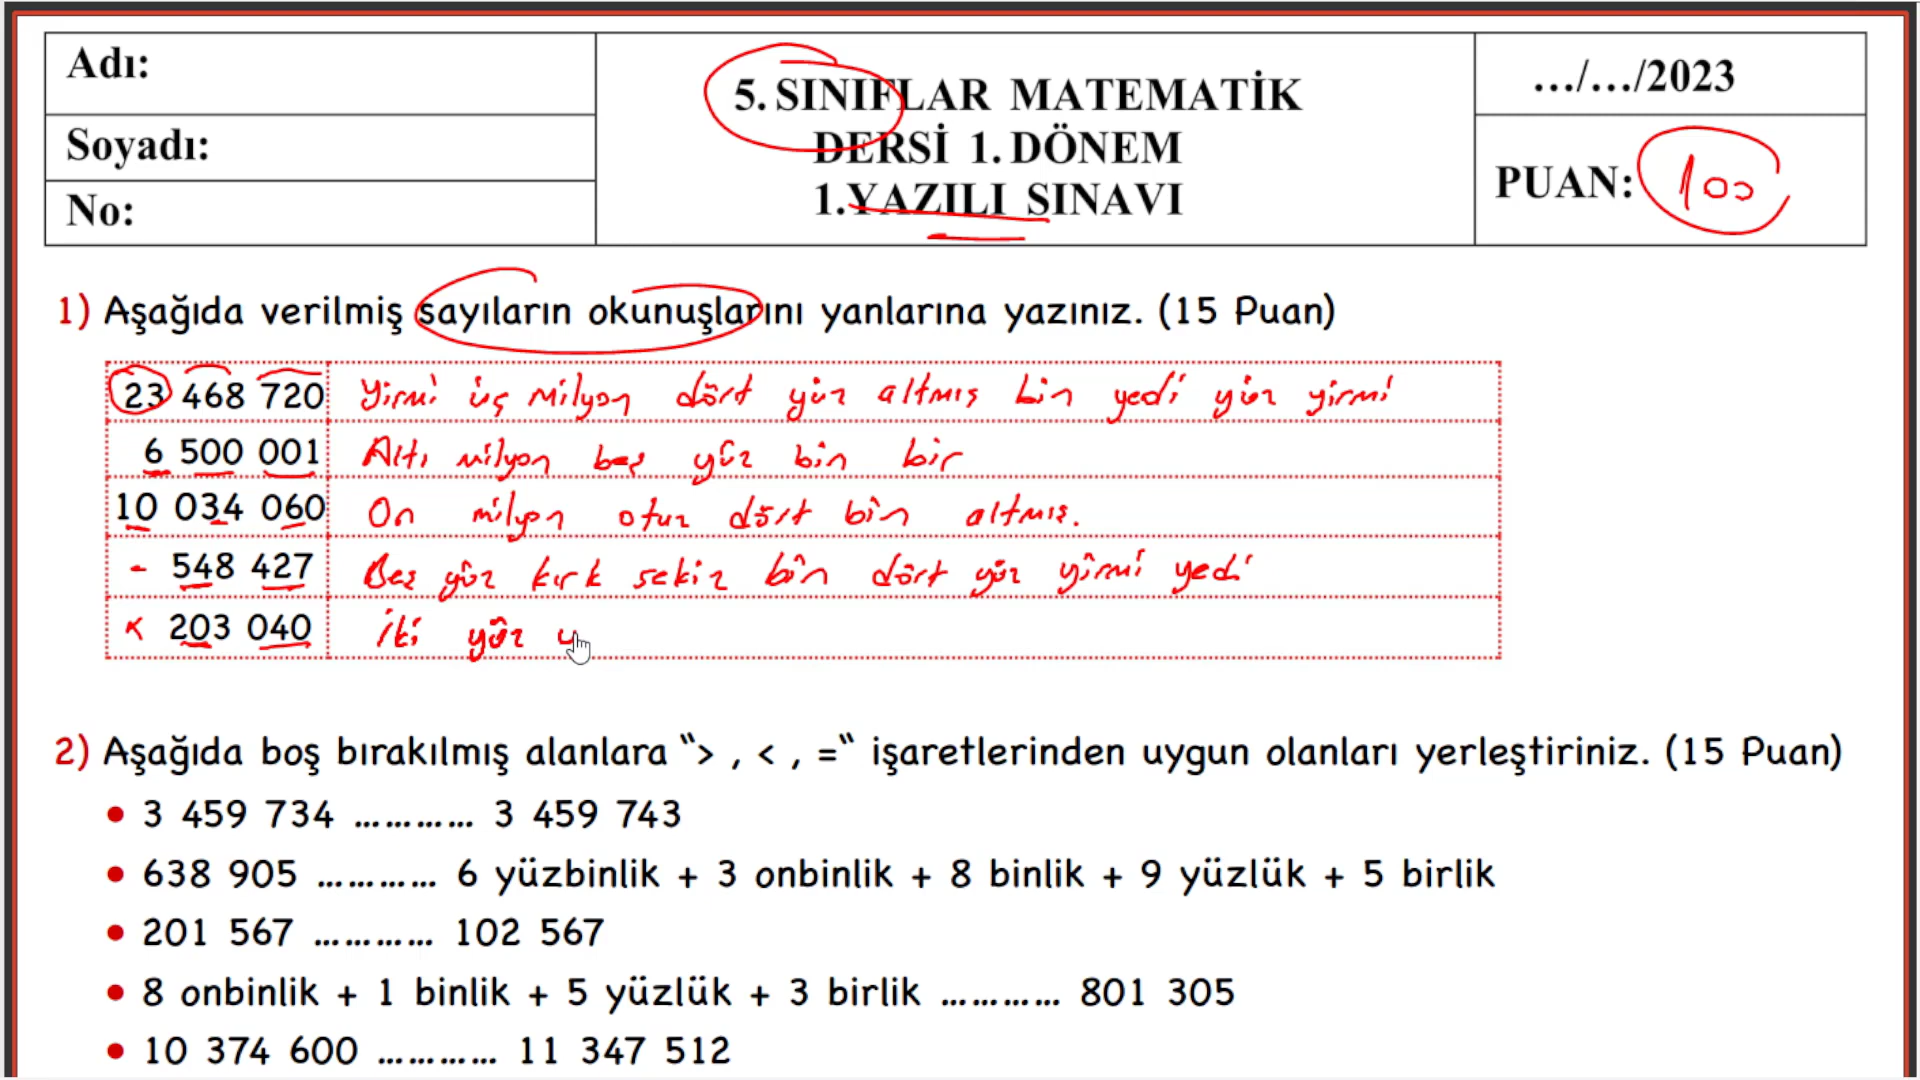 Adı:
Soyadı:
No:
5. SINIFLAR MATEMATİK
DERSİ 1. DÖNEM
1.YAZILI SINAVI
.../.../2023
PUAN: 100
1) Aşağıda verilmiş sayıların okunuşlarını yanlarına yazınız. (15 Puan)
23 468 720 Yirmi üç milyon dört yüz altmış bin yedi yüz yirmi
6 500 001 Altı milyon beş yüz bin bir
10 034 060 On milyon otuz dört bin altmış.
- 548 427 Beş yüz kırk sekiz bin dört yüz yirmi yedi
203 040 İki yüz
2) Aşağıda boş bırakılmış alanlara “> , < , =“ işaretlerinden uygun olanları yerleştiriniz. (15 Puan)
• 3 459 734 ………… 3 459 743
• 638 905 ………… 6 yüzbinlik + 3 onbinlik + 8 binlik + 9 yüzlük + 5 birlik
• 201 567 ………… 102 567
• 8 onbinlik + 1 binlik + 5 yüzlük + 3 birlik ………… 801 305
• 10 374 600 ………… 11 347 512